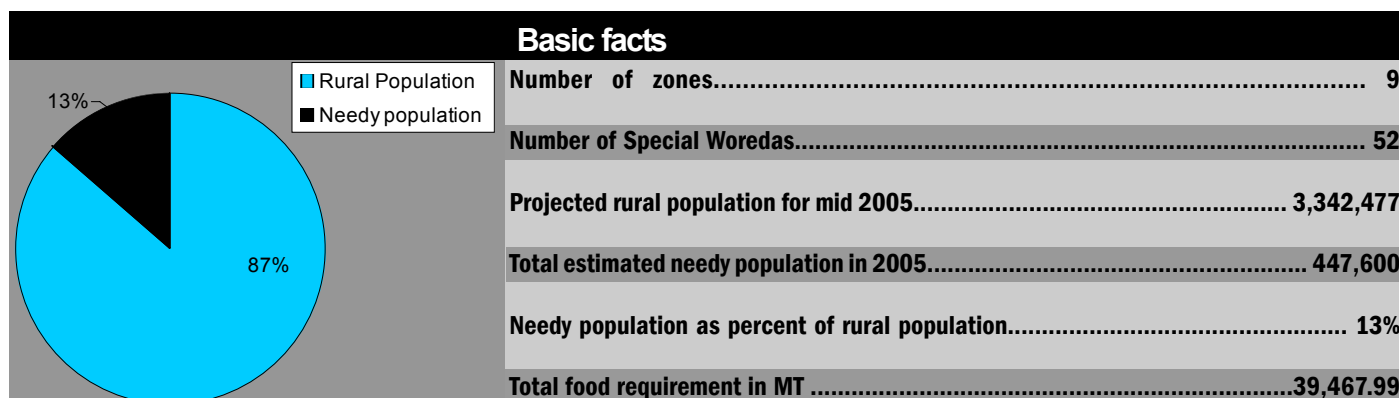 Basic facts
Rural Population
Needy population
13%
87%
Number of zones.......................................................................................... 9
Number of Special Woredas............................................................................... 52
Projected rural population for mid 2005.................................................... 3,342,477
Total estimated needy population in 2005..................................................... 447,600
Needy population as percent of rural population............................................... 13%
Total food requirement in MT ..................................................................39,467.99